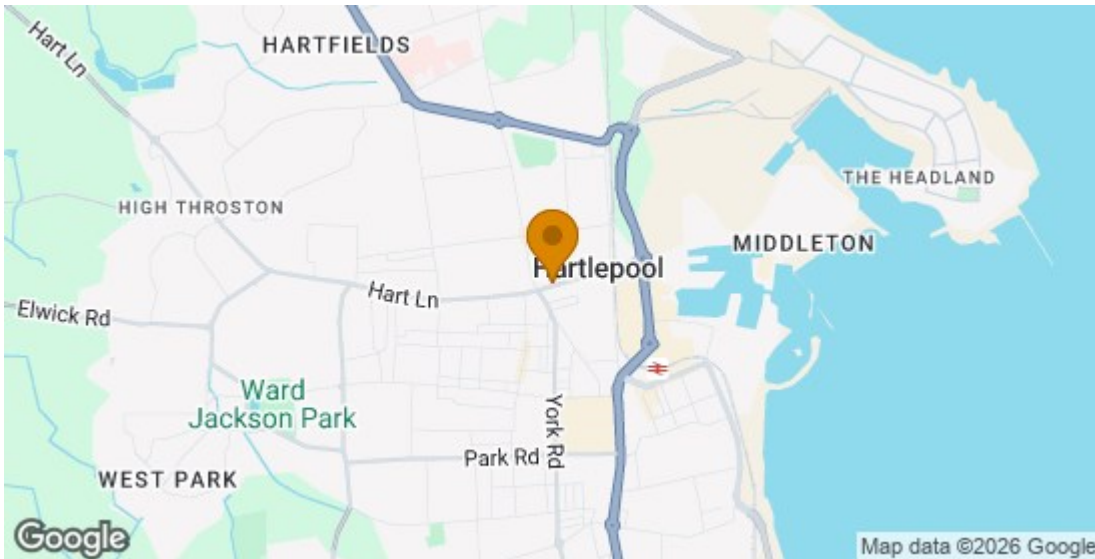 Hart Ln
HARTFIELDS
HIGH THROSTON
THE HEADLAND
MIDDLETON
Hartlepool
Hart Ln
Elwick Rd
Ward
Jackson Park
York Rd
Park Rd
WEST PARK
Google
Map data ©2026 Google